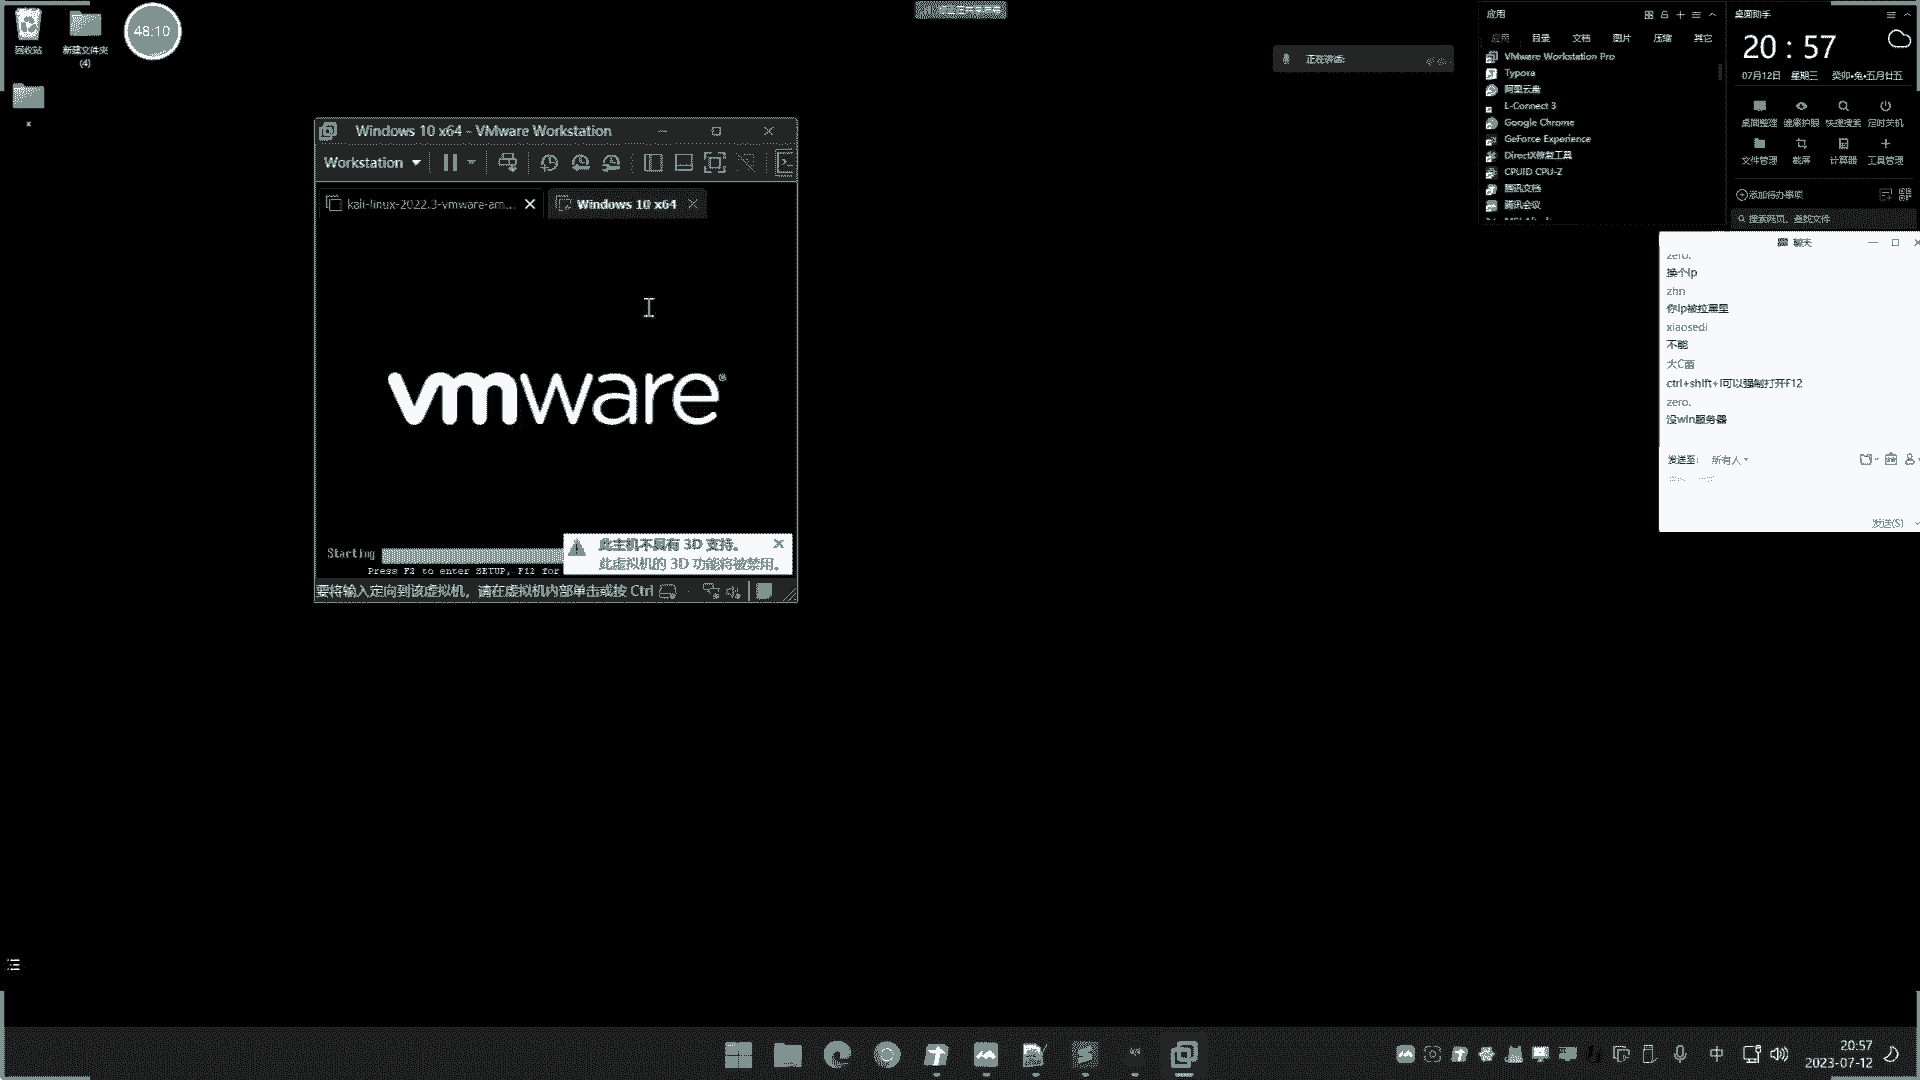 回收站
新建文件夹
(4)
48:10
Windows 10 x64 - VMware Workstation
Workstation
kali-linux-2022.3-vmware-am...
Windows 10 x64
vmware
Starting
Press F2 to enter SETUP, F12 for
此主机不具有 3D 支持。
此虚拟机的 3D 功能将被禁用。
要将输入定向到该虚拟机，请在虚拟机内部单击或按 Ctrl
正在讲话:
应用
应用 目录 文档 图片 压缩 其它
VMware Workstation Pro
Typora
阿里云盘
L-Connect 3
Google Chrome
GeForce Experience
DirectX修复工具
CPUID CPU-Z
腾讯文档
腾讯会议
桌面助手
20 : 57
07月12日 星期三 癸卯•兔•五月廿五
桌面整理 健康护眼 快速搜索 定时关机
文件管理 截屏 计算器 工具管理
添加待办事项
搜索网页、查找文件
聊天
zero.
换个ip
zhn
你ip被拉黑里
xiaosedi
不能
大C面
ctrl+shift+i可以强制打开F12
zero.
没win服务器
发送至: 所有人
发送(S)
中
20:57
2023-07-12